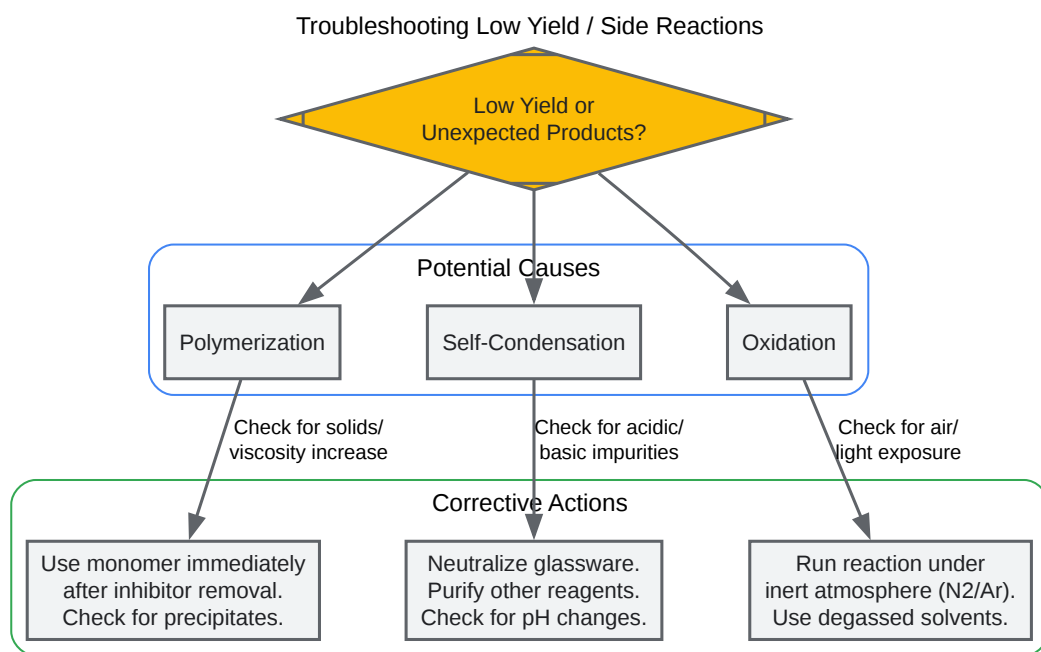 Troubleshooting Low Yield / Side Reactions
Low Yield or
Unexpected Products?
Potential Causes
Polymerization
Self-Condensation
Oxidation
Check for solids/
viscosity increase
Check for acidic/
basic impurities
Check for air/
light exposure
Corrective Actions
Use monomer immediately
after inhibitor removal.
Check for precipitates.
Neutralize glassware.
Purify other reagents.
Check for pH changes.
Run reaction under
inert atmosphere (N2/Ar).
Use degassed solvents.